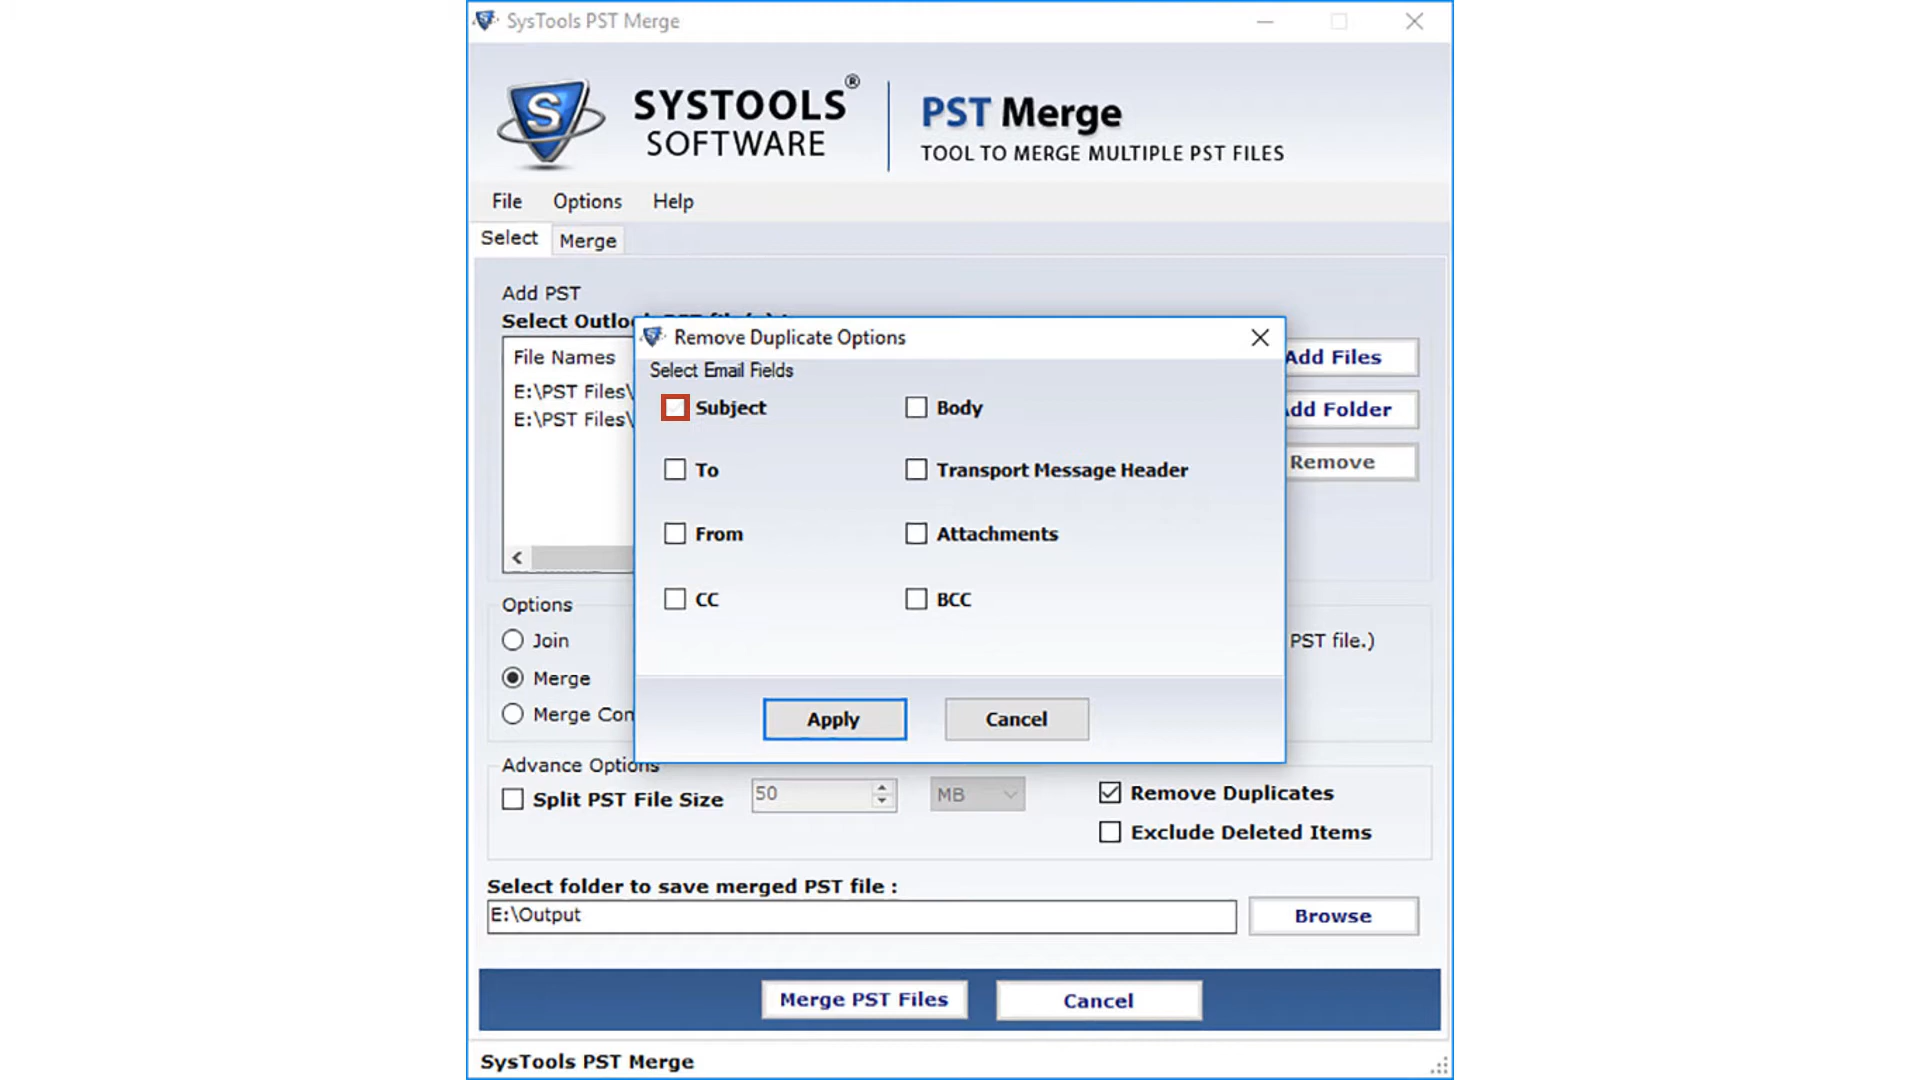 SysTools PST Merge
SYSTOOLS®
SOFTWARE
PST Merge
TOOL TO MERGE MULTIPLE PST FILES
File Options Help
Select Merge
Add PST
Select Outlook
File Names
E:\PST Files\
E:\PST Files\
Add Files
Add Folder
Remove
Remove Duplicate Options
Select Email Fields
Subject Body
To Transport Message Header
From Attachments
CC BCC
Apply Cancel
Options
Join
PST file.)
Merge
Merge Con
Advance Options
Split PST File Size 50 MB
Remove Duplicates
Exclude Deleted Items
Select folder to save merged PST file :
E:\Output
Browse
Merge PST Files Cancel
SysTools PST Merge